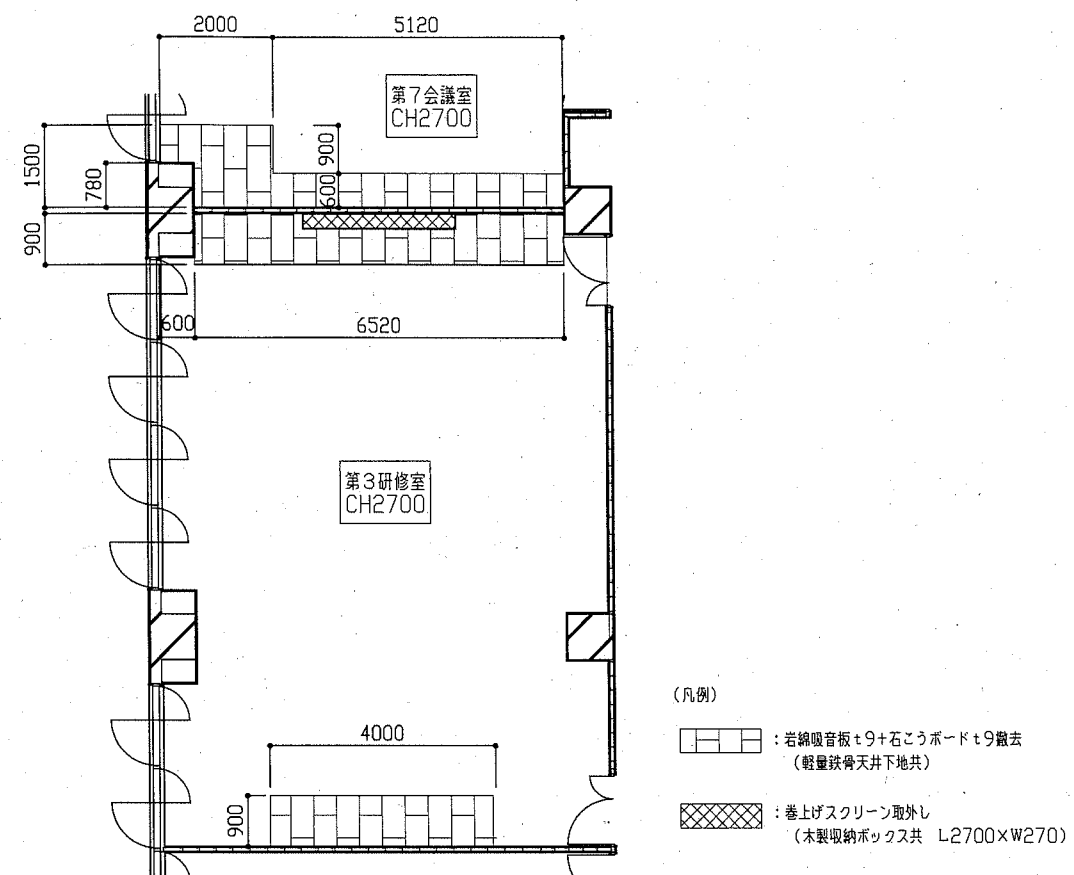 2000
5120
第7会議室
CH2700
1500
780
900
600
900
600
6520
第3研修室
CH2700
4000
900
(凡例)
:岩綿吸音板t9+石こうボードt9撤去
(軽量鉄骨天井下地共)
:巻上げスクリーン取外し
(木製収納ボックス共 L2700×W270)